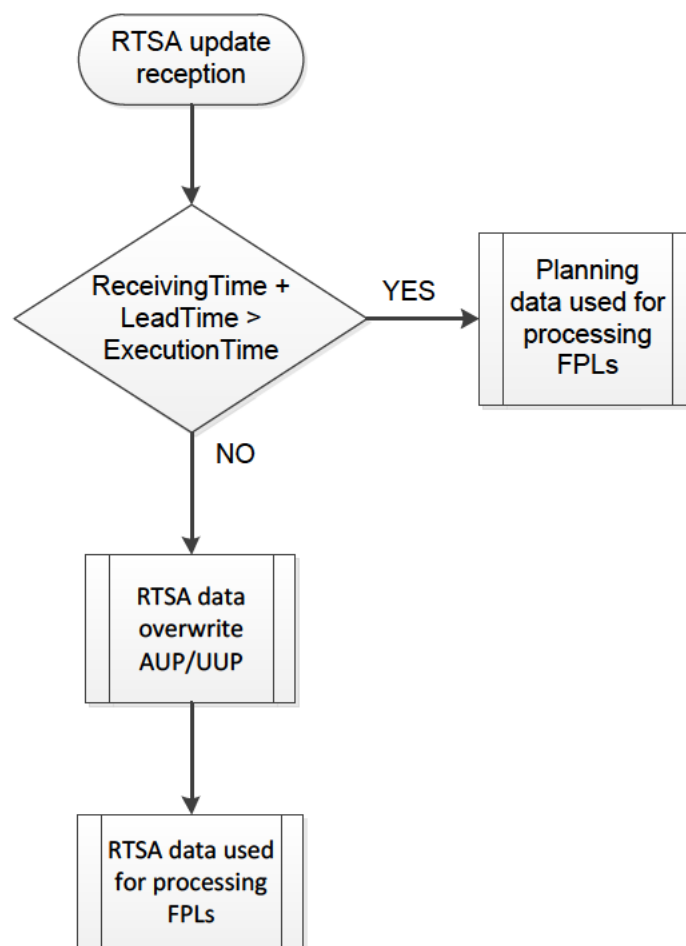 RTSA update
reception
ReceivingTime +
LeadTime >
ExecutionTime
YES
Planning
data used for
processing
FPLs
NO
RTSA data
overwrite
AUP/UUP
RTSA data used
for processing
FPLs